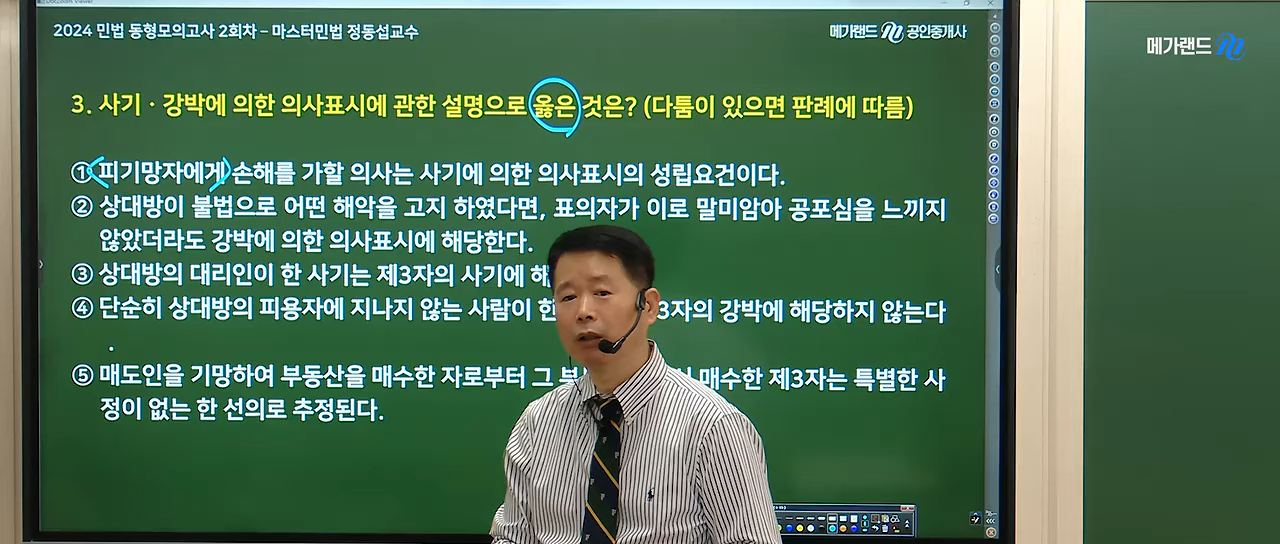 2024 민법 동형모의고사 2회차 – 마스터민법 정동섭교수
메가랜드 공인중개사
메가랜드
3. 사기 · 강박에 의한 의사표시에 관한 설명으로 옳은 것은? (다툼이 있으면 판례에 따름)
① 피기망자에게 손해를 가할 의사는 사기에 의한 의사표시의 성립요건이다.
② 상대방이 불법으로 어떤 해악을 고지 하였다면, 표의자가 이로 말미암아 공포심을 느끼지
않았더라도 강박에 의한 의사표시에 해당한다.
③ 상대방의 대리인이 한 사기는 제3자의 사기에
④ 단순히 상대방의 피용자에 지나지 않는 사람이 3자의 강박에 해당하지 않는다
.
⑤ 매도인을 기망하여 부동산을 매수한 자로부터 그 매수한 제3자는 특별한 사
정이 없는 한 선의로 추정된다.